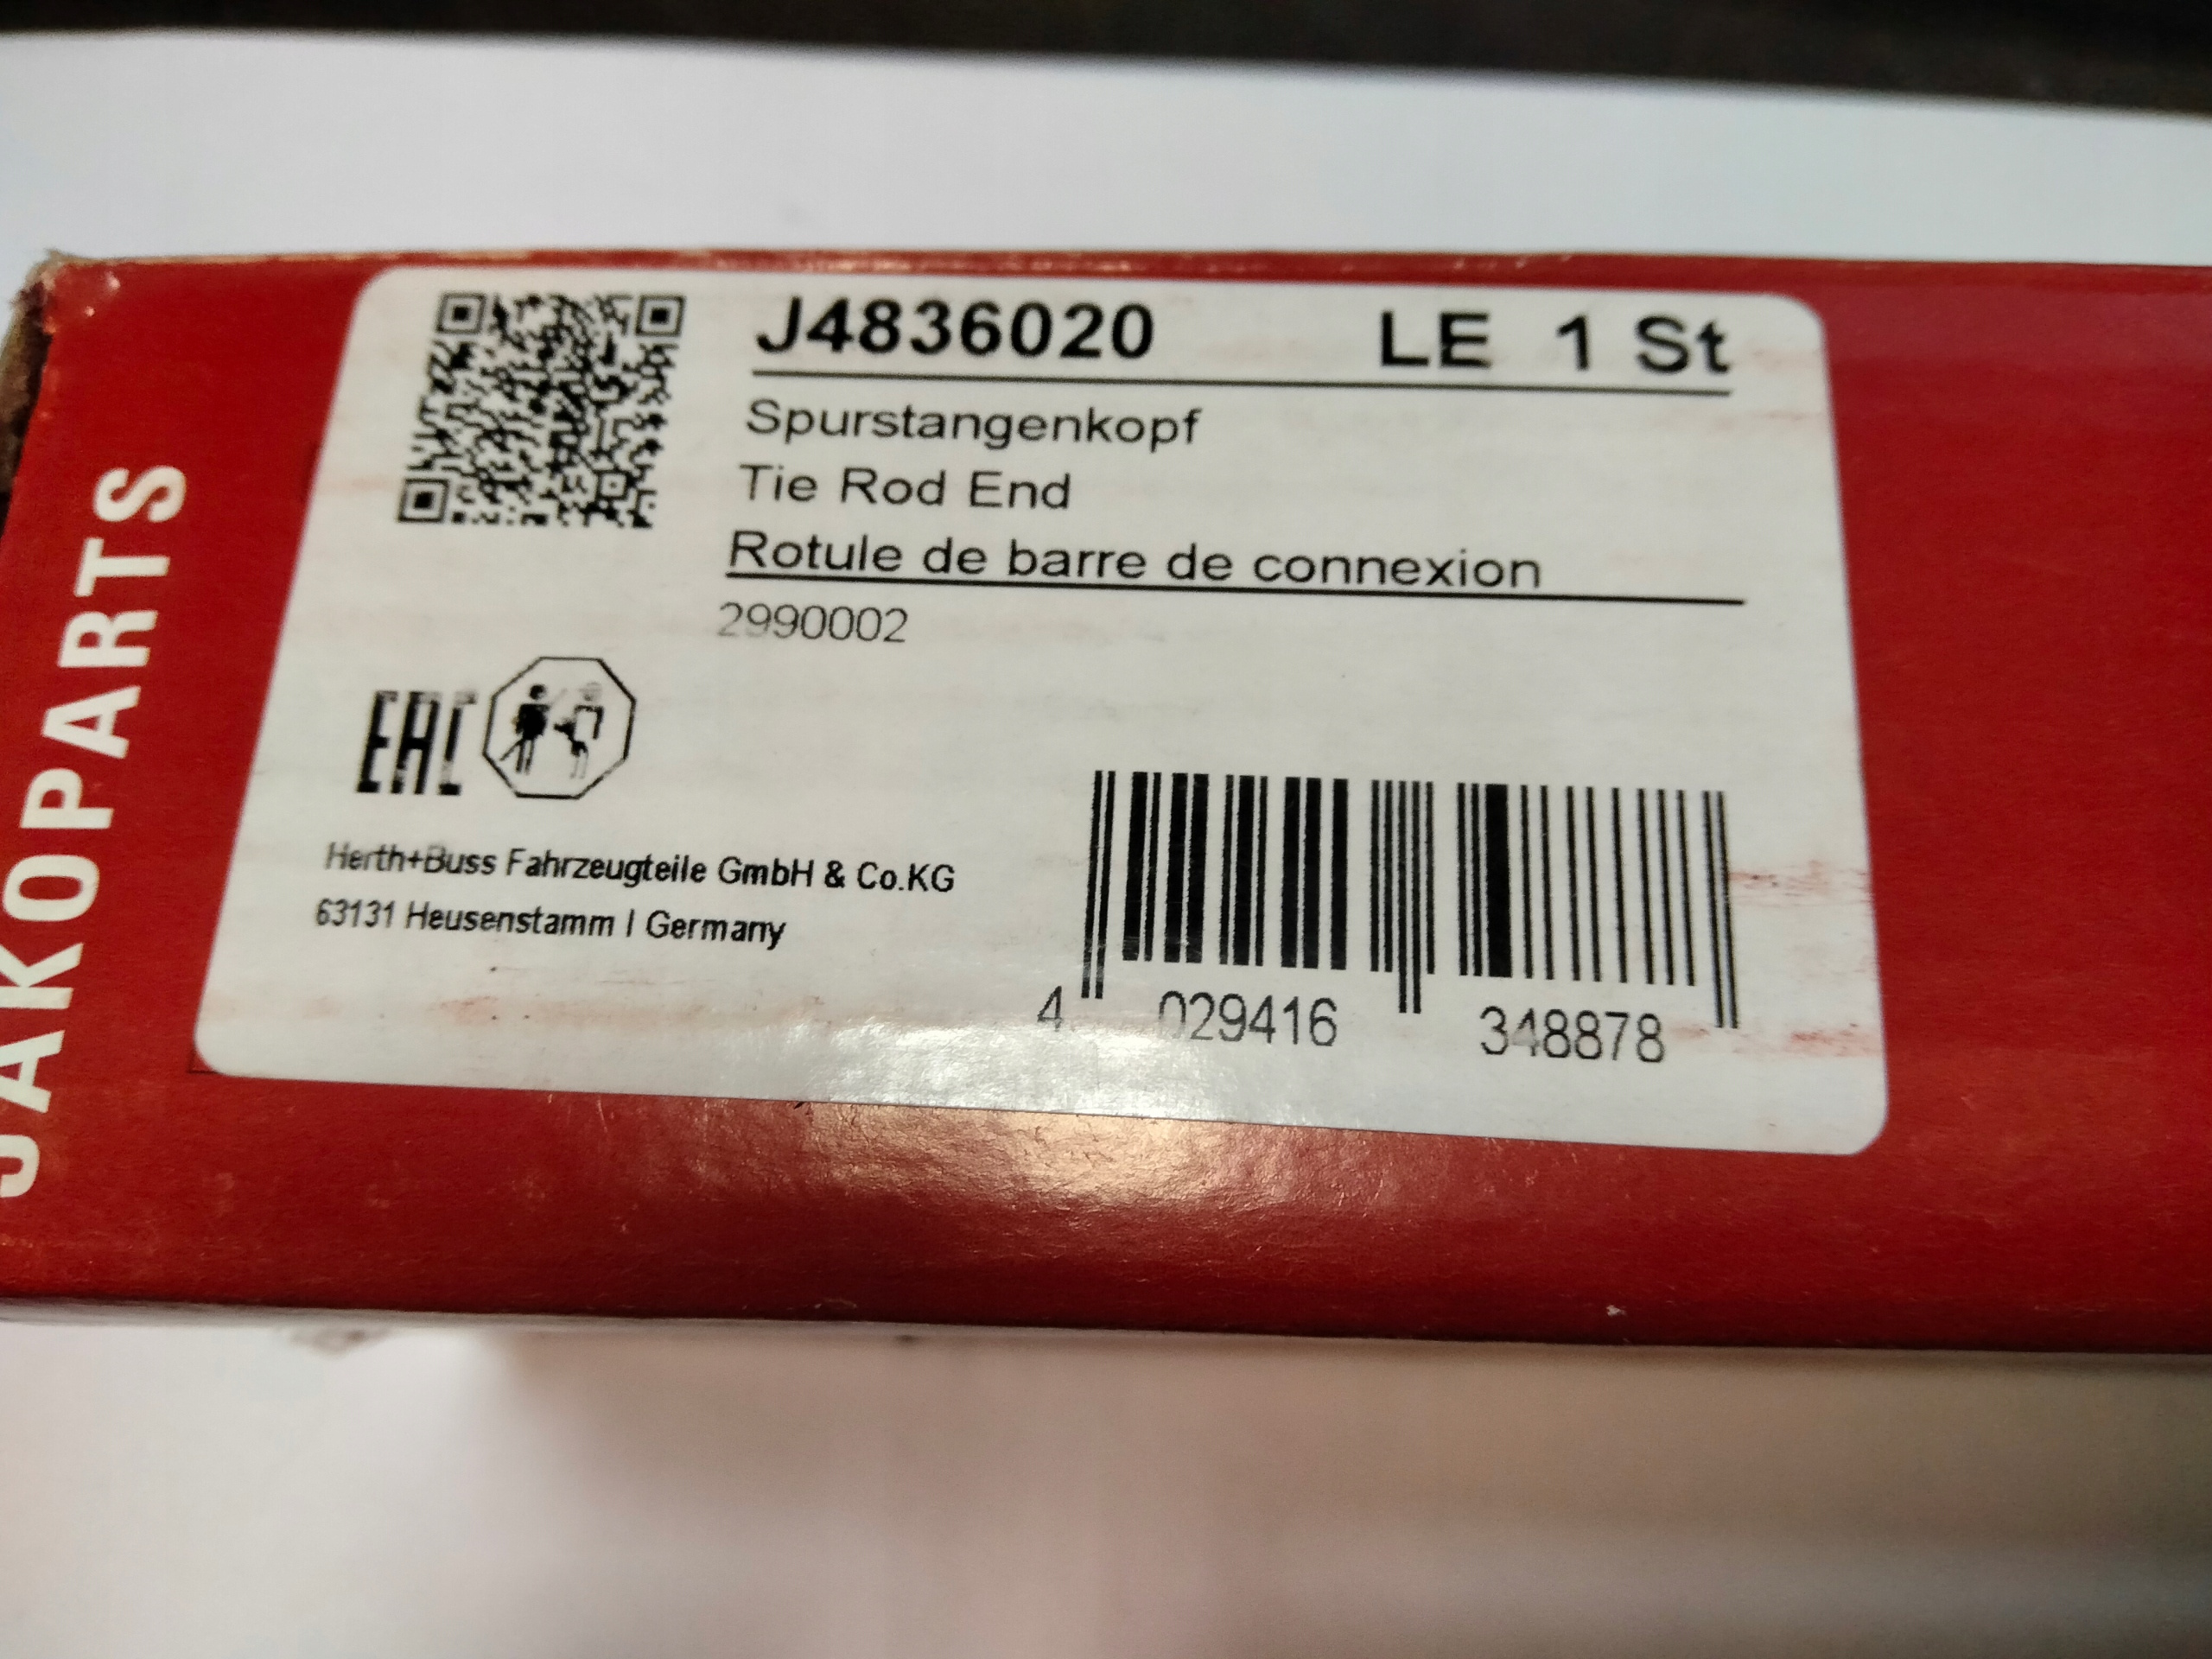 JAKOPARTS
J4836020 LE 1 St
Spurstangenkopf
Tie Rod End
Rotule de barre de connexion
2990002
EAC
Herth+Buss Fahrzeugteile GmbH & Co.KG
63131 Heusenstamm | Germany
4 029416 348878